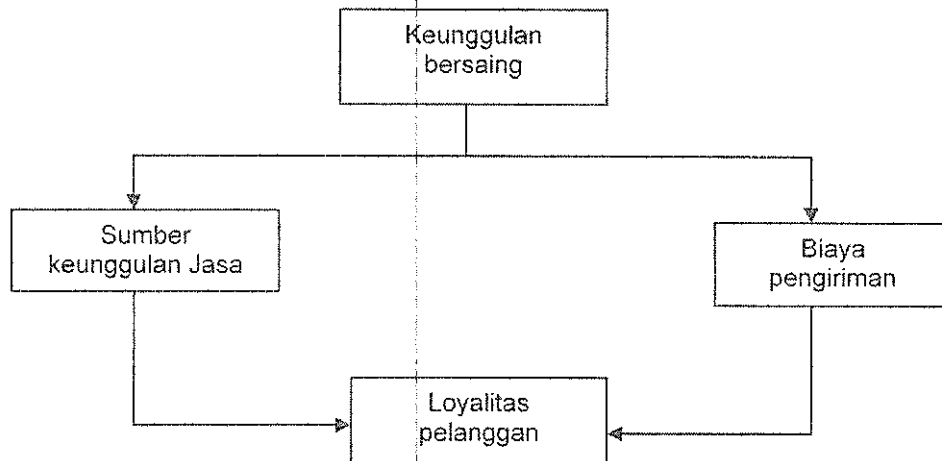 Keunggulan
bersaing
Sumber
keunggulan Jasa
Biaya
pengiriman
Loyalitas
pelanggan